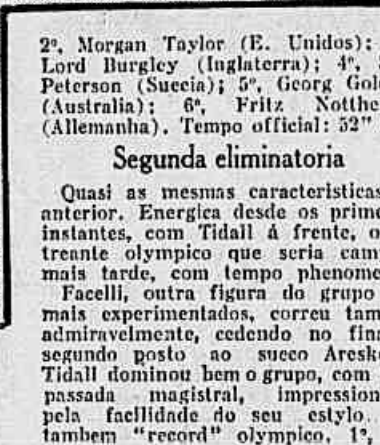 2º, Morgan Taylor (E. Unidos);
Lord Burgley (Inglaterra); 4º,
Peterson (Suecia); 5º, Georg Gol
(Australia); 6º, Fritz Notthe
(Allemanha). Tempo official: 52"
Segunda eliminatoria
Quasi as mesmas caracteristicas
anterior. Energica desde os prime
instantes, com Tidall á frente, o
treante olympico que seria cam
mais tarde, com tempo phenome
Facelli, outra figura do grupo
mais experimentados, correu tam
admiravelmente, cedendo no fina
segundo posto ao sueco Aresk
Tidall dominou bem o grupo, com
passada magistral, impression
pela facilidade do seu estylo.
tambem "record" olympico. 1º,